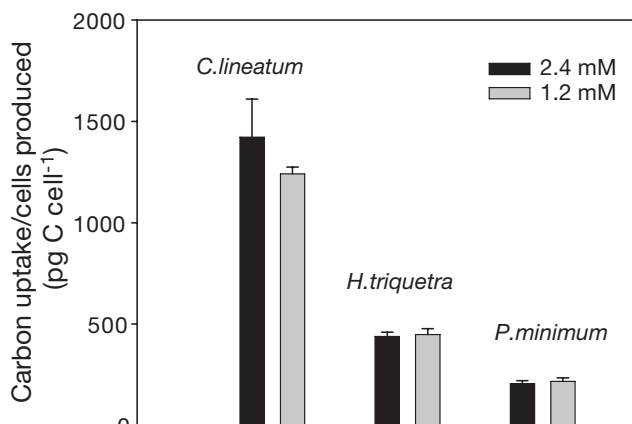 2000
C.lineatum
2.4 mM
1.2 mM
1500
Carbon uptake/cells produced
(pg C cell-1)
1000
H.triquetra
500
P.minimum
0